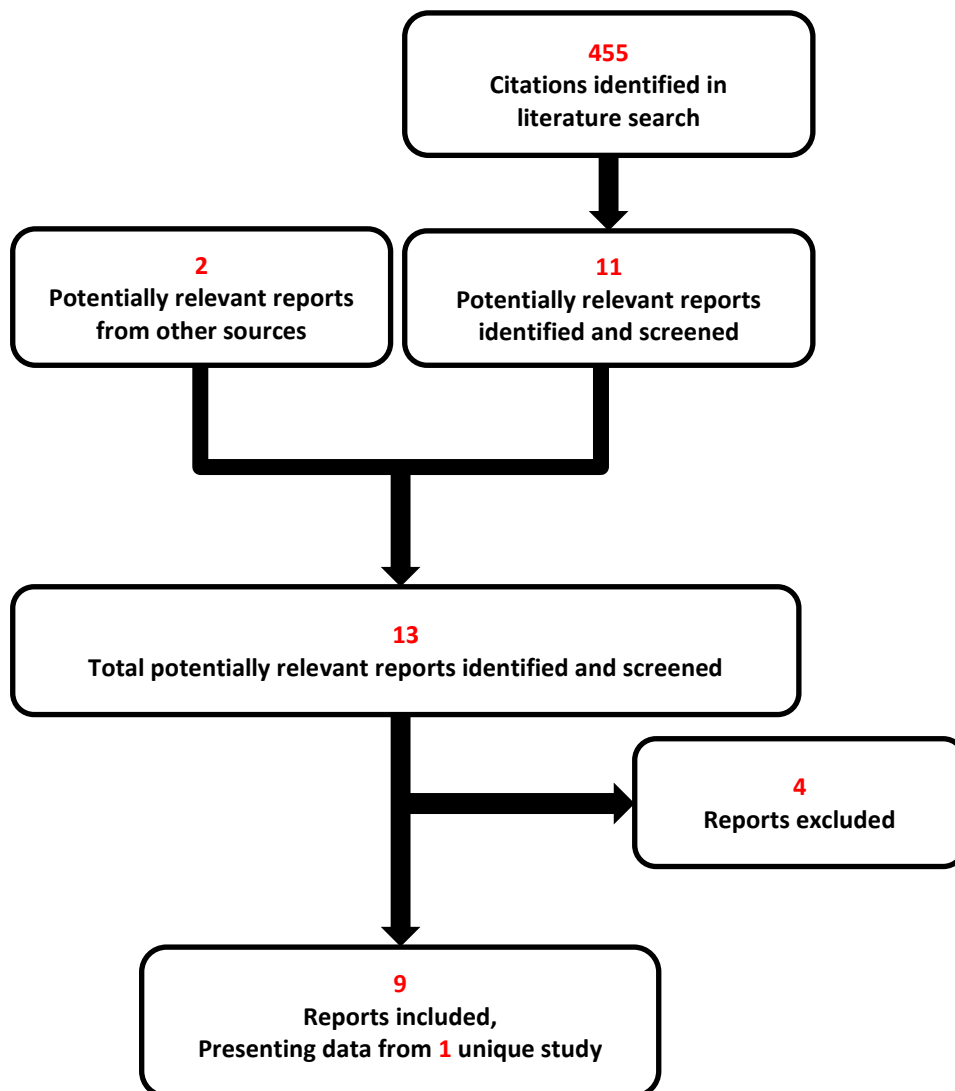 455
Citations identified in
literature search
2
Potentially relevant reports
from other sources
11
Potentially relevant reports
identified and screened
13
Total potentially relevant reports identified and screened
4
Reports excluded
9
Reports included,
Presenting data from 1 unique study